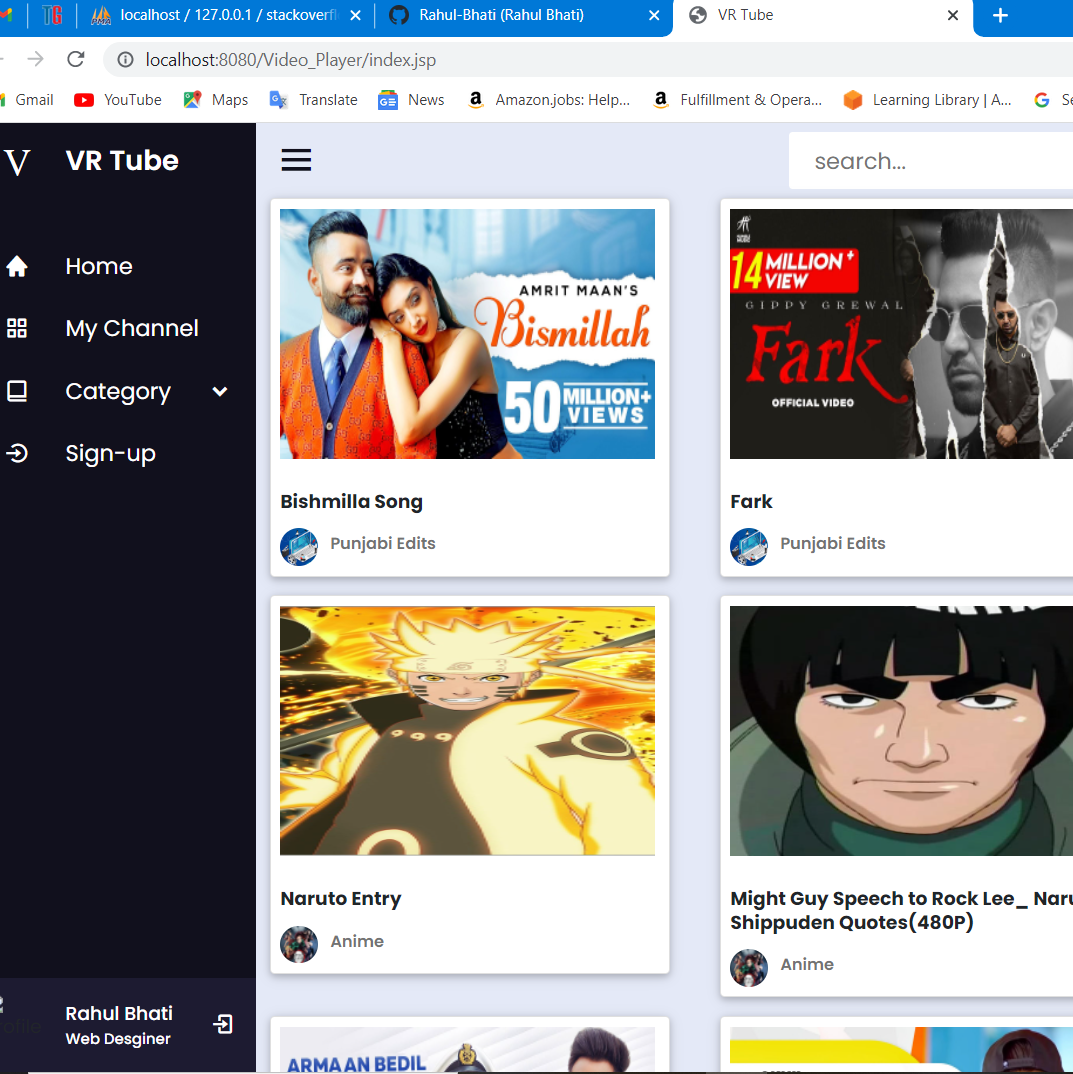 TG
localhost / 127.0.0.1 / stackoverfl
Rahul-Bhati (Rahul Bhati)
VR Tube
localhost:8080/Video_Player/index.jsp
Gmail
YouTube
Maps
Translate
News
Amazon.jobs: Help...
Fulfillment & Opera...
Learning Library | A...
Se
V
VR Tube
search...
Home
My Channel
Category
Sign-up
AMRIT MAAN'S
Bismillah
50 MILLION+
VIEWS
14 MILLION+
VIEW
GIPPY GREWAL
Fark
OFFICIAL VIDEO
Bishmilla Song
Punjabi Edits
Fark
Punjabi Edits
Naruto Entry
Anime
Might Guy Speech to Rock Lee_ Naru
Shippuden Quotes(480P)
Anime
Rahul Bhati
Web Desginer
ofile
ARMAAN BEDIL